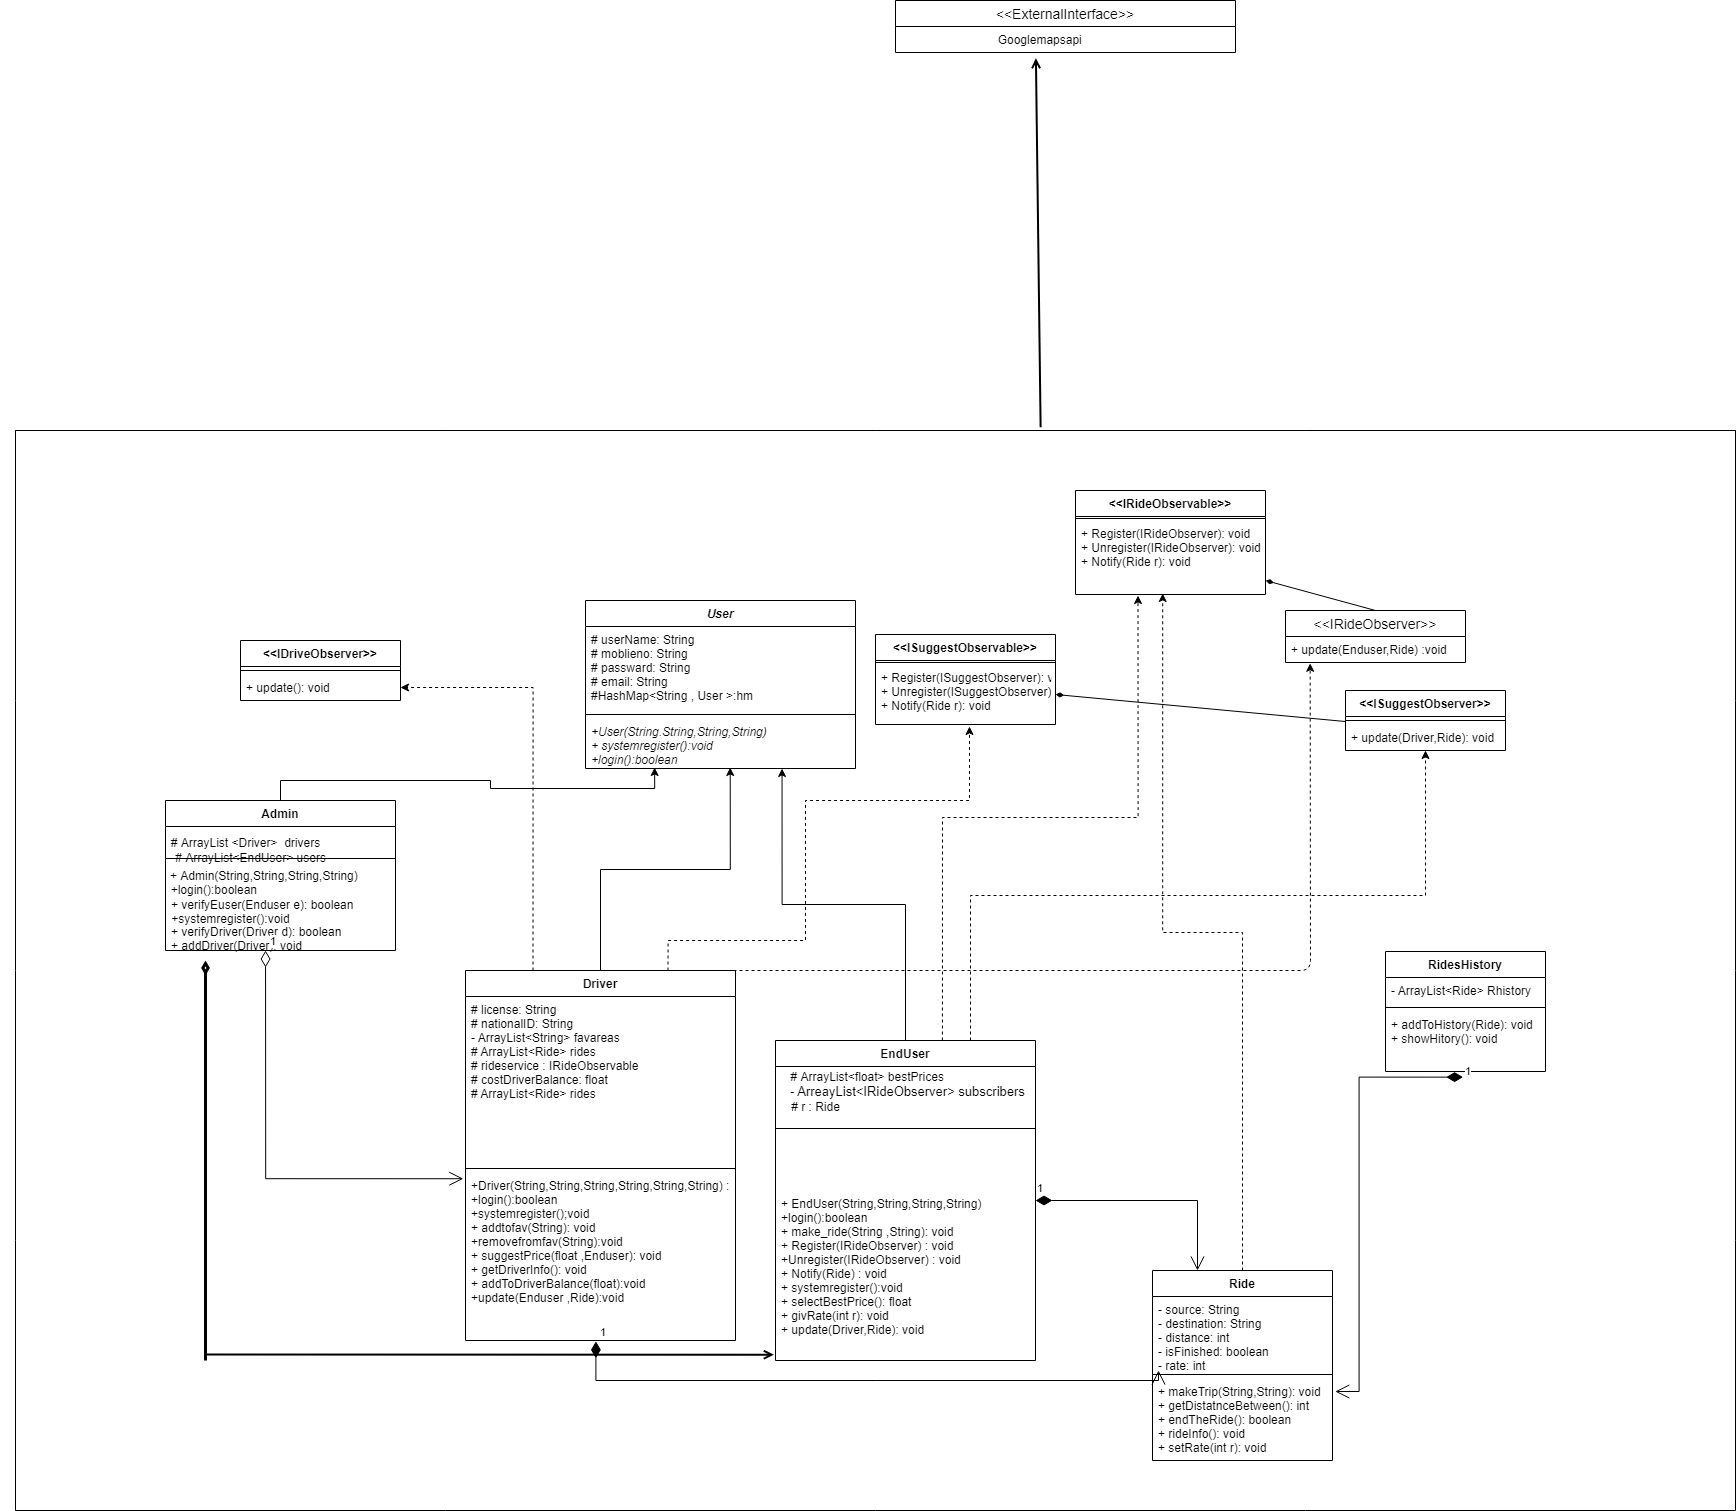 <<ExternalInterface>>
Googlemapsapi
<<IRideObservable>>
+ Register(IRideObserver): void
+ Unregister(IRideObserver): void
+ Notify(Ride r): void
<<IRideObserver>>
+ update(Enduser,Ride) :void
User
# userName: String
# moblieno: String
# passward: String
# email: String
#HashMap<String , User >:hm
+User(String.String,String,String)
+ systemregister():void
+login():boolean
<<IDriveObserver>>
+ update(): void
<<ISuggestObservable>>
+ Register(ISuggestObserver):
+ Unregister(ISuggestObserver)
+ Notify(Ride r): void
<<ISuggestObserver>>
+ update(Driver,Ride): void
Admin
# ArrayList <Driver> drivers
# ArrayList<EndUser> users
+ Admin(String,String,String,String)
+login():boolean
+ verifyEuser(Enduser e): boolean
+systemregister():void
+ verifyDriver(Driver d): boolean
+ addDriver(Driver): void
1
Driver
# license: String
# nationalID: String
- ArrayList<String> favareas
# ArrayList<Ride> rides
# rideservice : IRideObservable
# costDriverBalance: float
# ArrayList<Ride> rides
+Driver(String,String,String,String,String,String) :
+login():boolean
+systemregister();void
+ addtofav(String): void
+removefromfav(String):void
+ suggestPrice(float ,Enduser): void
+ getDriverInfo(): void
+ addToDriverBalance(float):void
+update(Enduser ,Ride):void
1
EndUser
# ArrayList<float> bestPrices
- ArreayList<IRideObserver> subscribers
# r : Ride
+ EndUser(String,String,String,String)
+login():boolean
+ make_ride(String ,String): void
+ Register(IRideObserver) : void
+Unregister(IRideObserver) : void
+ Notify(Ride) : void
+ systemregister():void
+ selectBestPrice(): float
+ givRate(int r): void
+ update(Driver,Ride): void
1
RidesHistory
- ArrayList<Ride> Rhistory
+ addToHistory(Ride): void
+ showHitory(): void
1
Ride
- source: String
- destination: String
- distance: int
- isFinished: boolean
- rate: int
+ makeTrip(String,String): void
+ getDistatnceBetween(): int
+ endTheRide(): boolean
+ rideInfo(): void
+ setRate(int r): void